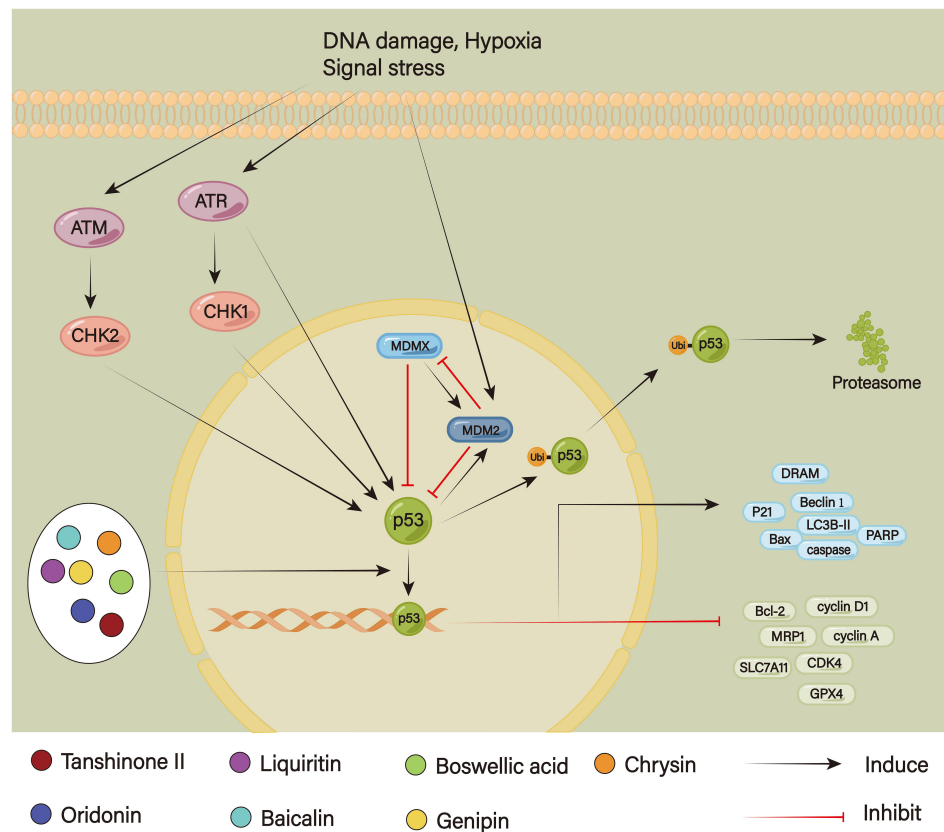 DNA damage, Hypoxia
Signal stress
ATM
ATR
CHK2
CHK1
MDMX
MDM2
Ubi
p53
Ubi
p53
Proteasome
p53
p53
DRAM
P21
Beclin 1
LC3B-II
Bax
PARP
caspase
Bcl-2
cyclin D1
MRP1
cyclin A
SLC7A11
CDK4
GPX4
Tanshinone II
Liquiritin
Boswellic acid
Chrysin
Induce
Oridonin
Baicalin
Genipin
Inhibit